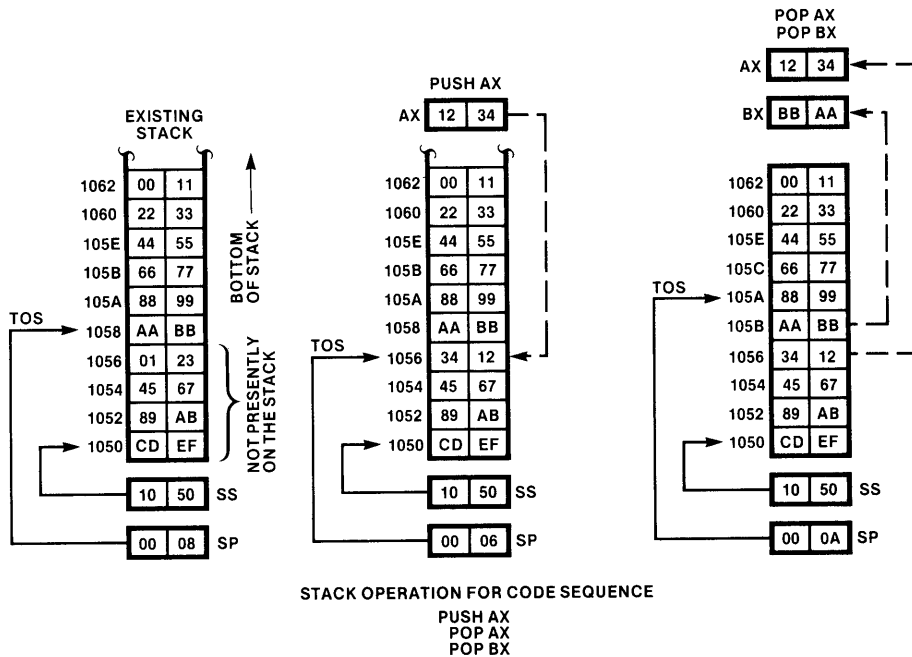 EXISTING
STACK
1062 00 11
1060 22 33
105E 44 55
105B 66 77
105A 88 99
TOS
1058 AA BB
1056 01 23
1054 45 67
1052 89 AB
1050 CD EF
BOTTOM
OF STACK
NOT PRESENTLY
ON THE STACK
10 50 SS
00 08 SP
PUSH AX
AX 12 34
1062 00 11
1060 22 33
105E 44 55
105B 66 77
105A 88 99
1058 AA BB
TOS
1056 34 12
1054 45 67
1052 89 AB
1050 CD EF
10 50 SS
00 06 SP
POP AX
POP BX
AX 12 34
BX BB AA
1062 00 11
1060 22 33
105E 44 55
105C 66 77
TOS
105A 88 99
105B AA BB
1056 34 12
1054 45 67
1052 89 AB
1050 CD EF
10 50 SS
00 0A SP
STACK OPERATION FOR CODE SEQUENCE
PUSH AX
POP AX
POP BX